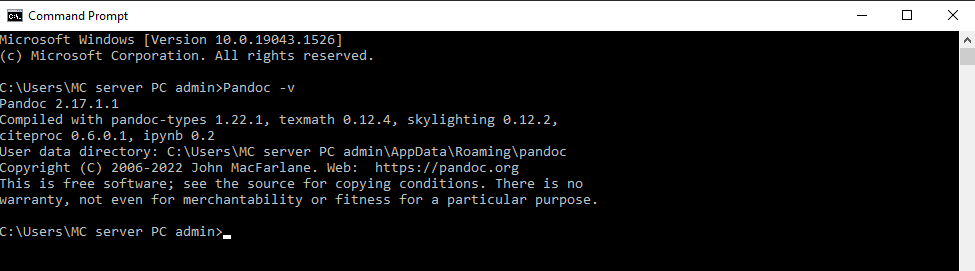 Command Prompt
Microsoft Windows [Version 10.0.19043.1526]
(c) Microsoft Corporation. All rights reserved.
C:\Users\MC server PC admin>Pandoc -v
Pandoc 2.17.1.1
Compiled with pandoc-types 1.22.1, texmath 0.12.4, skylighting 0.12.2,
citeproc 0.6.0.1, ipynb 0.2
User data directory: C:\Users\MC server PC admin\AppData\Roaming\pandoc
Copyright (C) 2006-2022 John MacFarlane. Web:  https://pandoc.org
This is free software; see the source for copying conditions. There is no
warranty, not even for merchantability or fitness for a particular purpose.
C:\Users\MC server PC admin>